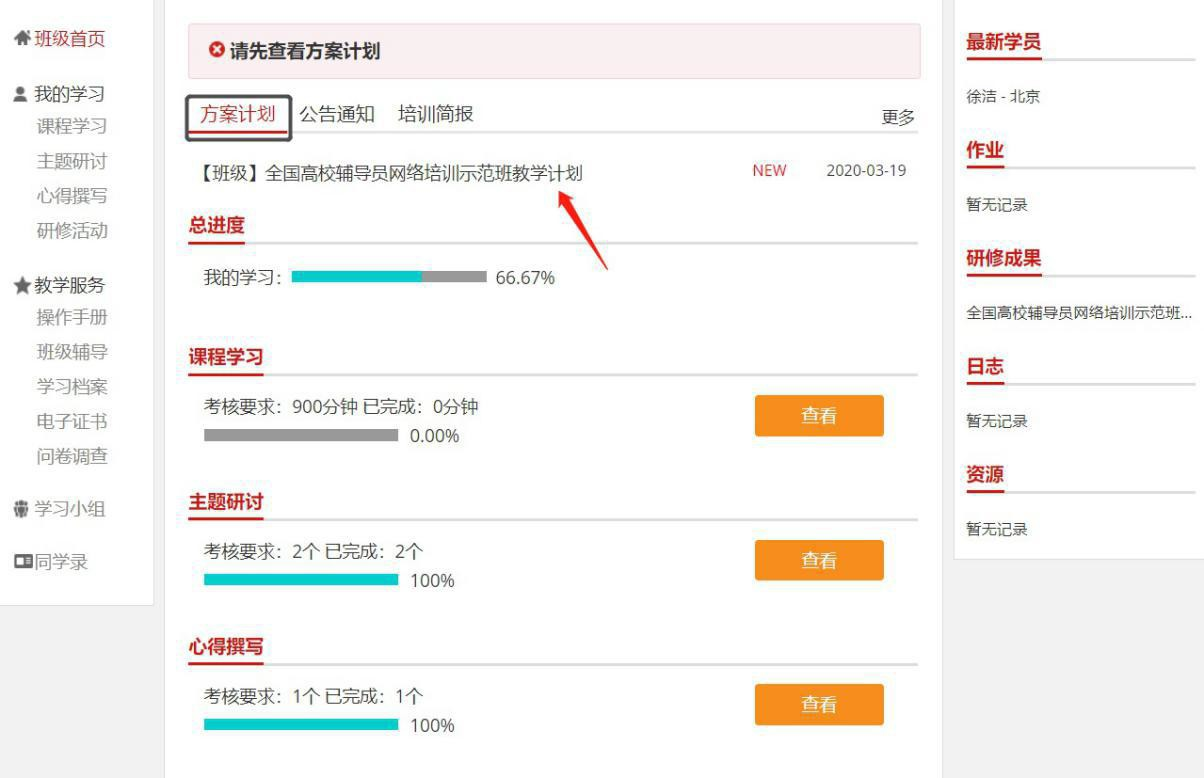 班级首页
我的学习
课程学习
主题研讨
心得撰写
研修活动
教学服务
操作手册
班级辅导
学习档案
电子证书
问卷调查
学习小组
同学录
请先查看方案计划
方案计划 公告通知 培训简报 更多
【班级】全国高校辅导员网络培训示范班教学计划 NEW 2020-03-19
总进度
我的学习： 66.67%
课程学习
考核要求：900分钟 已完成：0分钟
0.00%
查看
主题研讨
考核要求：2个 已完成：2个
100%
查看
心得撰写
考核要求：1个 已完成：1个
100%
查看
最新学员
徐洁 - 北京
作业
暂无记录
研修成果
全国高校辅导员网络培训示范班...
日志
暂无记录
资源
暂无记录